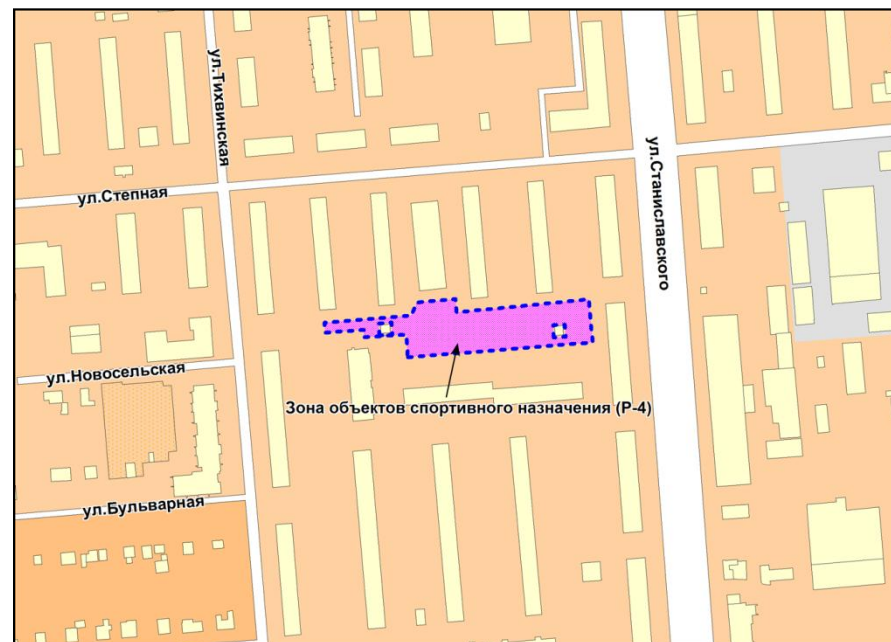 ул.Тихвинская
ул.Степная
ул.Станиславского
ул.Новосельская
Зона объектов спортивного назначения (Р-4)
ул.Бульварная